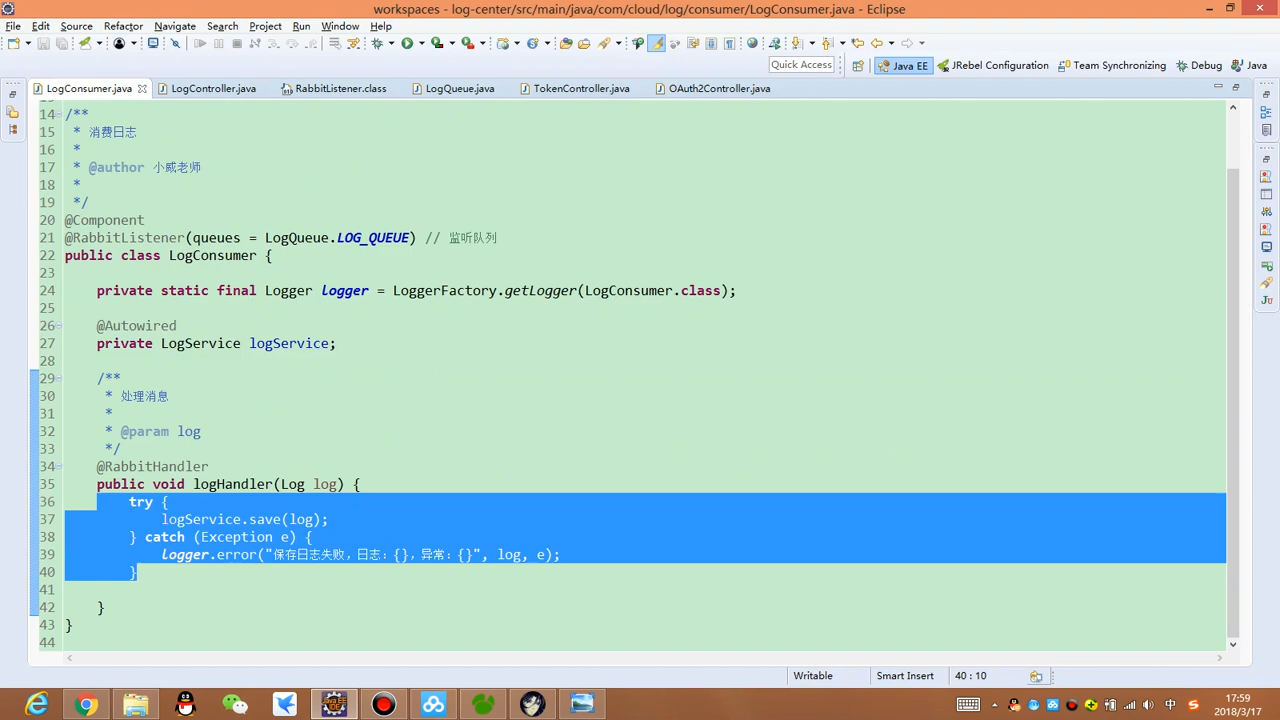 workspaces - log-center/src/main/java/com/cloud/log/consumer/LogConsumer.java - Eclipse
File Edit Source Refactor Navigate Search Project Run Window Help
Quick Access
Java EE JRebel Configuration Team Synchronizing Debug Java
LogConsumer.java LogController.java RabbitListener.class LogQueue.java TokenController.java OAuth2Controller.java
14 /**
15 * 消费日志
16 *
17 * @author 小威老师
18 *
19 */
20 @Component
21 @RabbitListener(queues = LogQueue.LOG_QUEUE) // 监听队列
22 public class LogConsumer {
23
24 private static final Logger logger = LoggerFactory.getLogger(LogConsumer.class);
25
26 @Autowired
27 private LogService logService;
28
29 /**
30 * 处理消息
31 *
32 * @param log
33 */
34 @RabbitHandler
35 public void logHandler(Log log) {
36 try {
37 logService.save(log);
38 } catch (Exception e) {
39 logger.error("保存日志失败，日志：{}，异常：{}", log, e);
40 }
41
42 }
43 }
44
Writable Smart Insert 40 : 10
中
17:59
2018/3/17